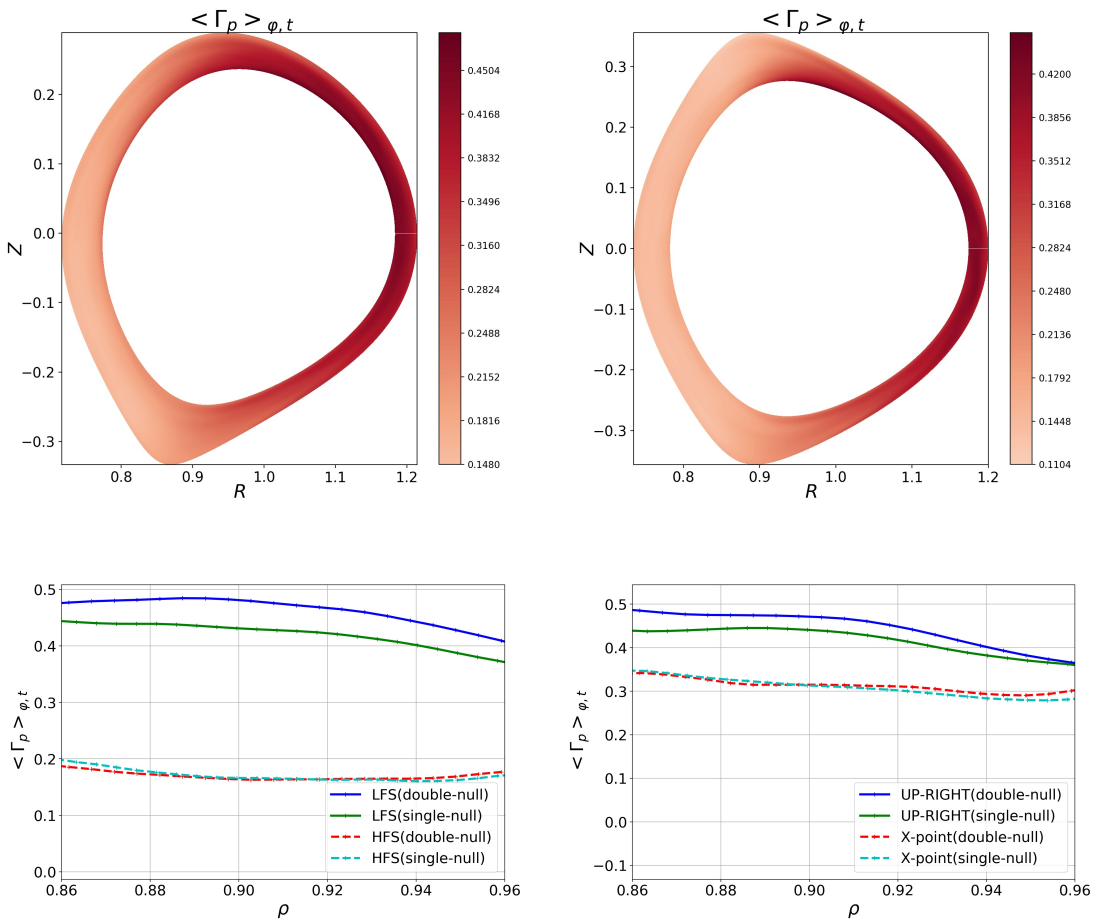 < Γp >φ, t
0.2
0.1
0.0
−0.1
−0.2
−0.3
Z
0.8 0.9 1.0 1.1 1.2
R
0.4504
0.4168
0.3832
0.3496
0.3160
0.2824
0.2488
0.2152
0.1816
0.1480
< Γp >φ, t
0.3
0.2
0.1
0.0
−0.1
−0.2
−0.3
Z
0.8 0.9 1.0 1.1 1.2
R
0.4200
0.3856
0.3512
0.3168
0.2824
0.2480
0.2136
0.1792
0.1448
0.1104
0.5
0.4
0.3
0.2
0.1
0.0
< Γp >φ, t
LFS(double-null)
LFS(single-null)
HFS(double-null)
HFS(single-null)
0.86 0.88 0.90 0.92 0.94 0.96
ρ
0.5
0.4
0.3
0.2
0.1
0.0
−0.1
< Γp >φ, t
UP-RIGHT(double-null)
UP-RIGHT(single-null)
X-point(double-null)
X-point(single-null)
0.86 0.88 0.90 0.92 0.94 0.96
ρ